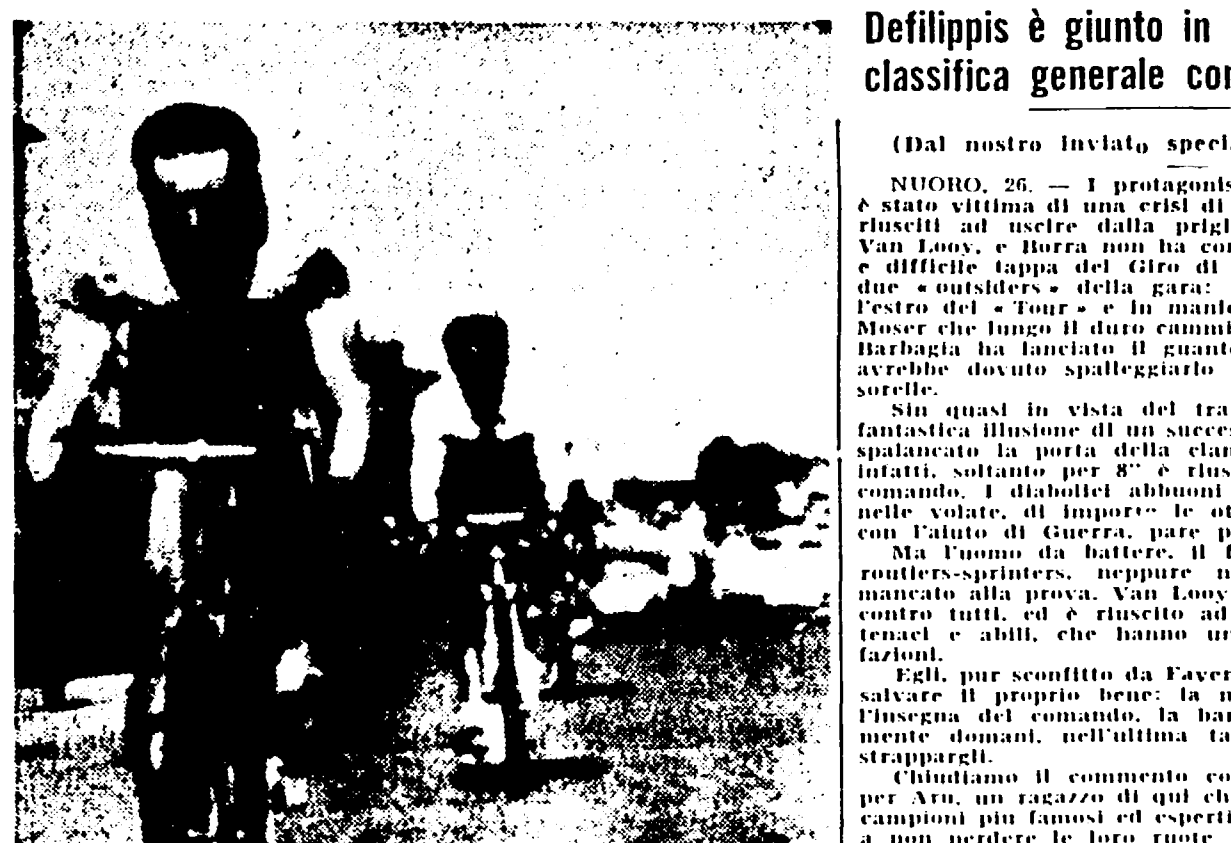 Defilippis è giunto in
classifica generale con
(Dal nostro inviato speci
NUORO, 26. — I protagonis
è stato vittima di una crisi di
riusciti ad uscire dalla prigi
Van Looy, e Borra non ha co
e difficile tappa del Giro di
due « outsiders » della gara:
l'estro del « Tour » e in manie
Moser che lungo il duro cammi
Barbagia ha lanciato il guant
avrebbe dovuto spalleggiarlo
sorelle.
Sin quasi in vista del tra
fantastica illusione di un succes
spalancato la porta della clam
infatti, soltanto per 8" è rius
comando. I diabolici abbuoni
nelle volate, di imporre le ot
con l'aiuto di Guerra, pare p
Ma l'uomo da battere, il
routiers-sprinters, neppure n
mancato alla prova. Van Looy
contro tutti, ed è riuscito ad
tenaci e abili, che hanno un
fazioni.
Egli, pur sconfitto da Faver
salvare il proprio bene: la m
l'insegna del comando, la ban
mente domani, nell'ultima ta
strappargli.
Chiudiamo il commento co
per Aru, un ragazzo di qui ch
campioni più famosi ed esperti
a non perdere le loro ruote